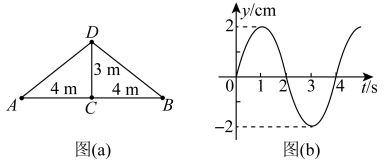 D
3 m
4 m 4 m
A C B
图(a)
y/cm
2
0 1 2 3 4 t/s
-2
图(b)